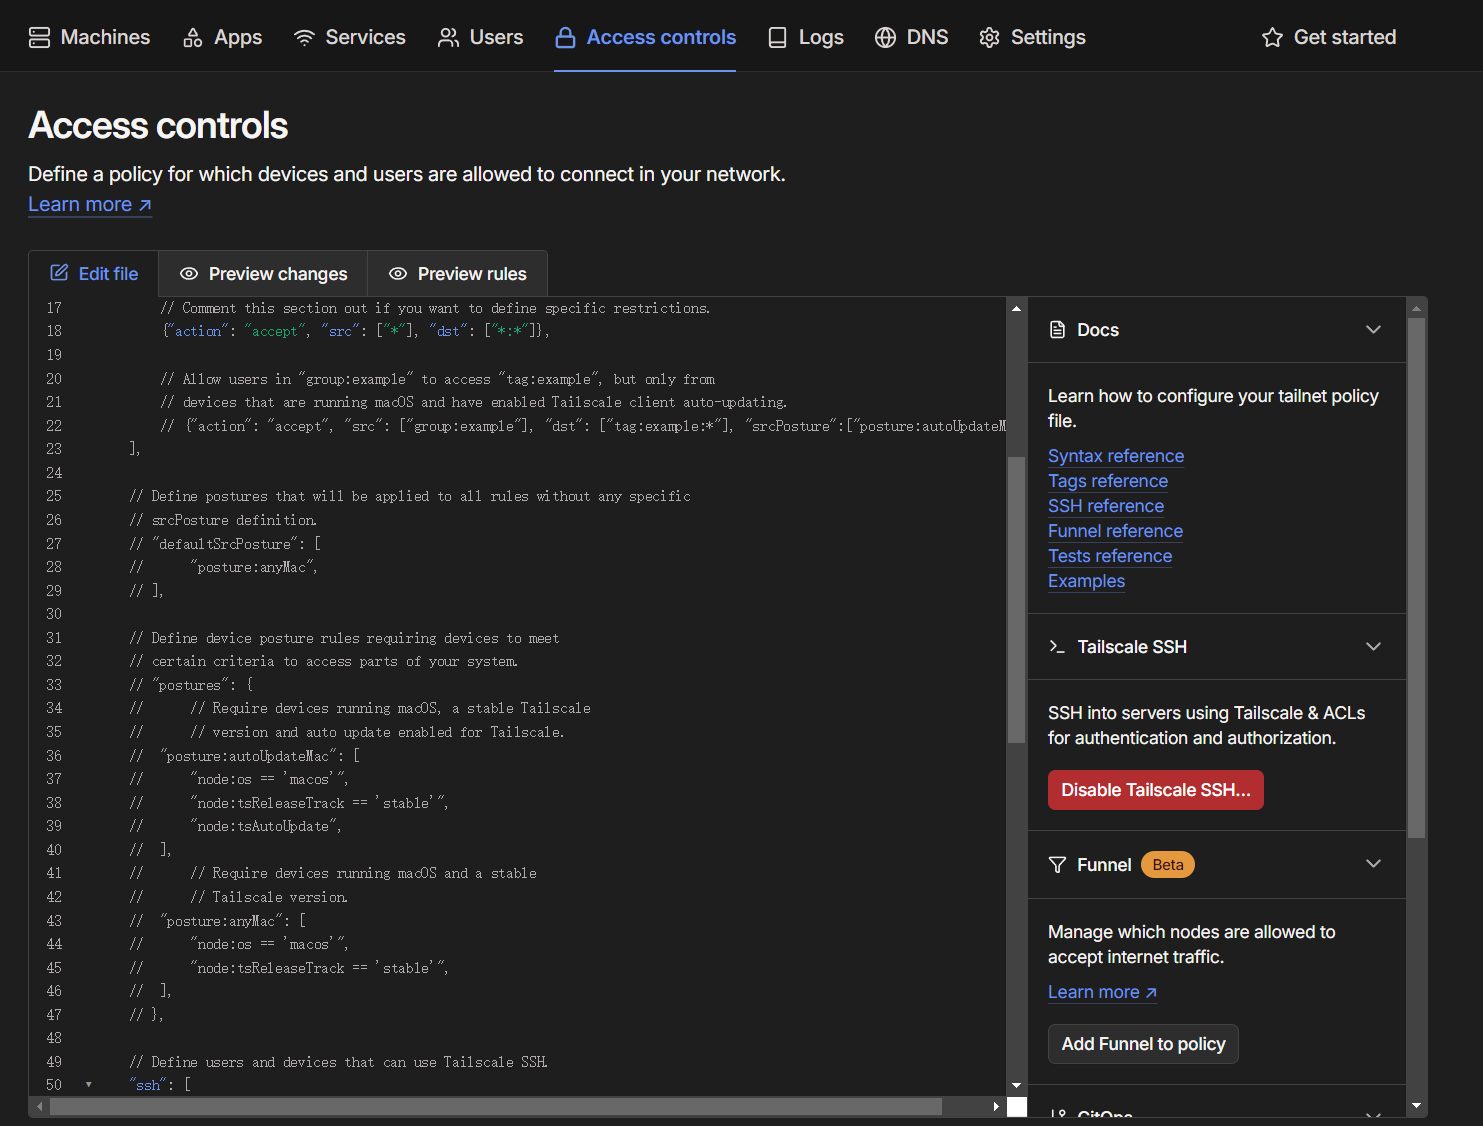 Machines
Apps
Services
Users
Access controls
Logs
DNS
Settings
Get started
Access controls
Define a policy for which devices and users are allowed to connect in your network.
Learn more ↗
Edit file
Preview changes
Preview rules
17 // Comment this section out if you want to define specific restrictions.
18 {"action": "accept", "src": ["*"], "dst": ["*:*"]},
19
20 // Allow users in "group:example" to access "tag:example", but only from
21 // devices that are running macOS and have enabled Tailscale client auto-updating.
22 // {"action": "accept", "src": ["group:example"], "dst": ["tag:example:*"], "srcPosture":["posture:autoUpdateM
23 ],
24
25 // Define postures that will be applied to all rules without any specific
26 // srcPosture definition.
27 // "defaultSrcPosture": [
28 // "posture:anyMac",
29 // ],
30
31 // Define device posture rules requiring devices to meet
32 // certain criteria to access parts of your system.
33 // "postures": {
34 // // Require devices running macOS, a stable Tailscale
35 // // version and auto update enabled for Tailscale.
36 // "posture:autoUpdateMac": [
37 // "node:os == 'macos'",
38 // "node:tsReleaseTrack == 'stable'",
39 // "node:tsAutoUpdate",
40 // ],
41 // // Require devices running macOS and a stable
42 // // Tailscale version.
43 // "posture:anyMac": [
44 // "node:os == 'macos'",
45 // "node:tsReleaseTrack == 'stable'",
46 // ],
47 // },
48
49 // Define users and devices that can use Tailscale SSH.
50 "ssh": [
Docs
Learn how to configure your tailnet policy
file.
Syntax reference
Tags reference
SSH reference
Funnel reference
Tests reference
Examples
Tailscale SSH
SSH into servers using Tailscale & ACLs
for authentication and authorization.
Disable Tailscale SSH...
Funnel Beta
Manage which nodes are allowed to
accept internet traffic.
Learn more ↗
Add Funnel to policy
GitOps